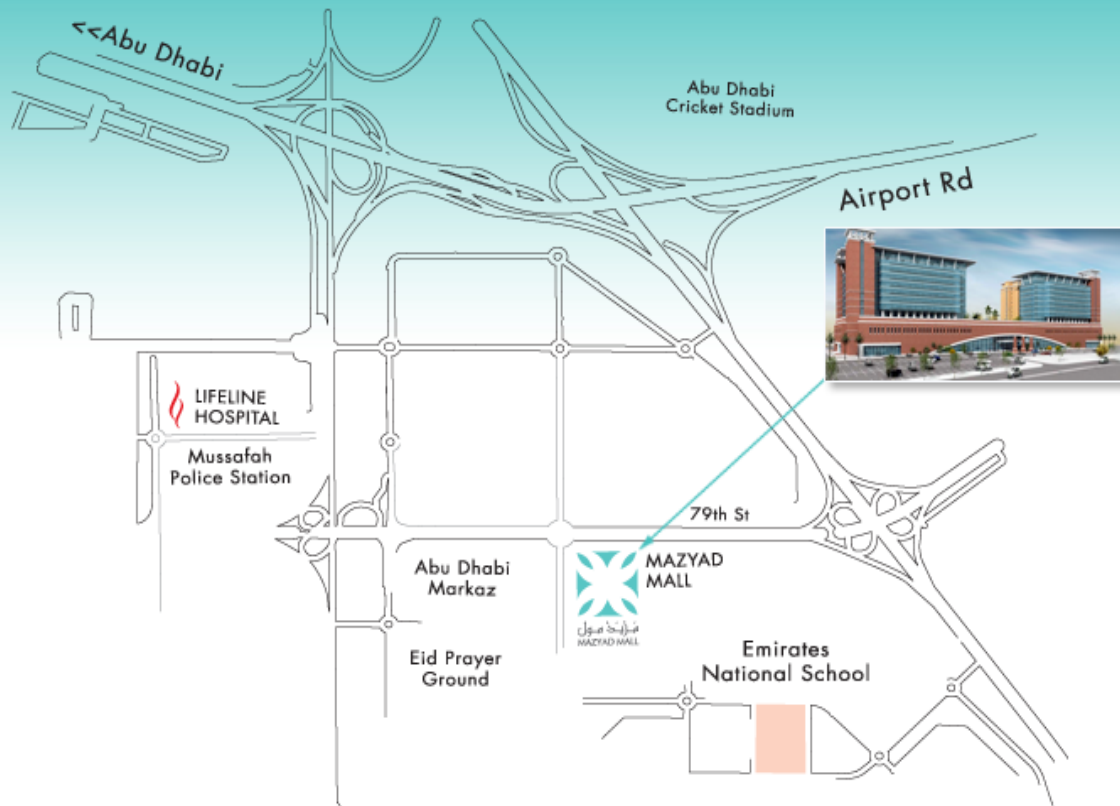 <<Abu Dhabi
Abu Dhabi
Cricket Stadium
Airport Rd
LIFELINE
HOSPITAL
Mussafah
Police Station
79th St
Abu Dhabi
Markaz
MAZYAD
MALL
مزيد مول
MAZYAD MALL
Eid Prayer
Ground
Emirates
National School